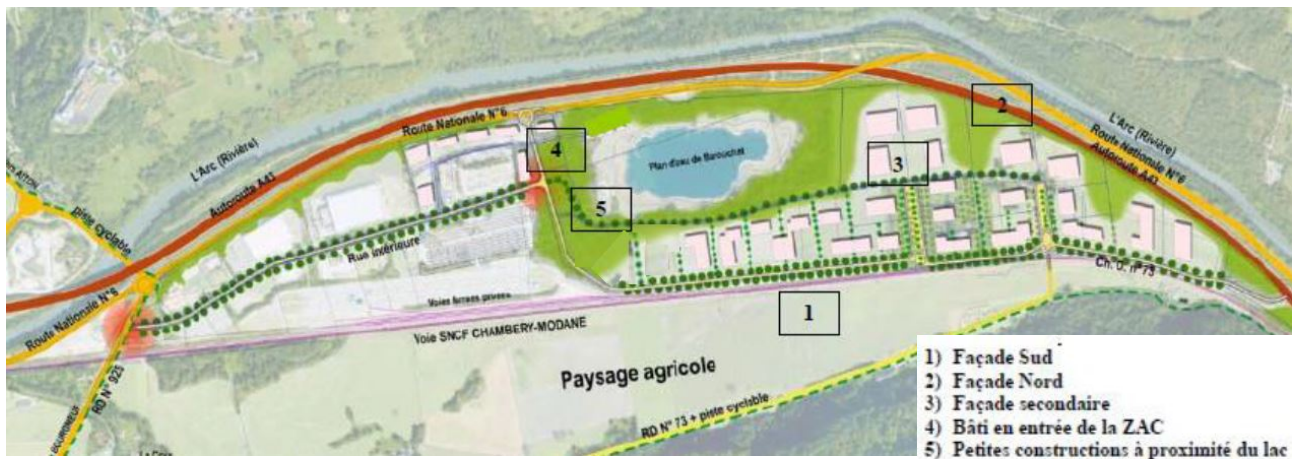 Route Nationale N°6
2
L'Arc (Rivière)
4
Plan d'eau de Barouchat
3
L'Arc (Rivière)
Route Nationale N°6
Autoroute A43
Autoroute A43
piste cyclable
5
Rue intérieure
Ch. U. n°73
Route Nationale N°6
Voies ferrées privées
Voie SNCF CHAMBERY-MODANE
1
RD N° 925
Paysage agricole
RD N° 73 + piste cyclable
1) Façade Sud
2) Façade Nord
3) Façade secondaire
4) Bâti en entrée de la ZAC
5) Petites constructions à proximité du lac